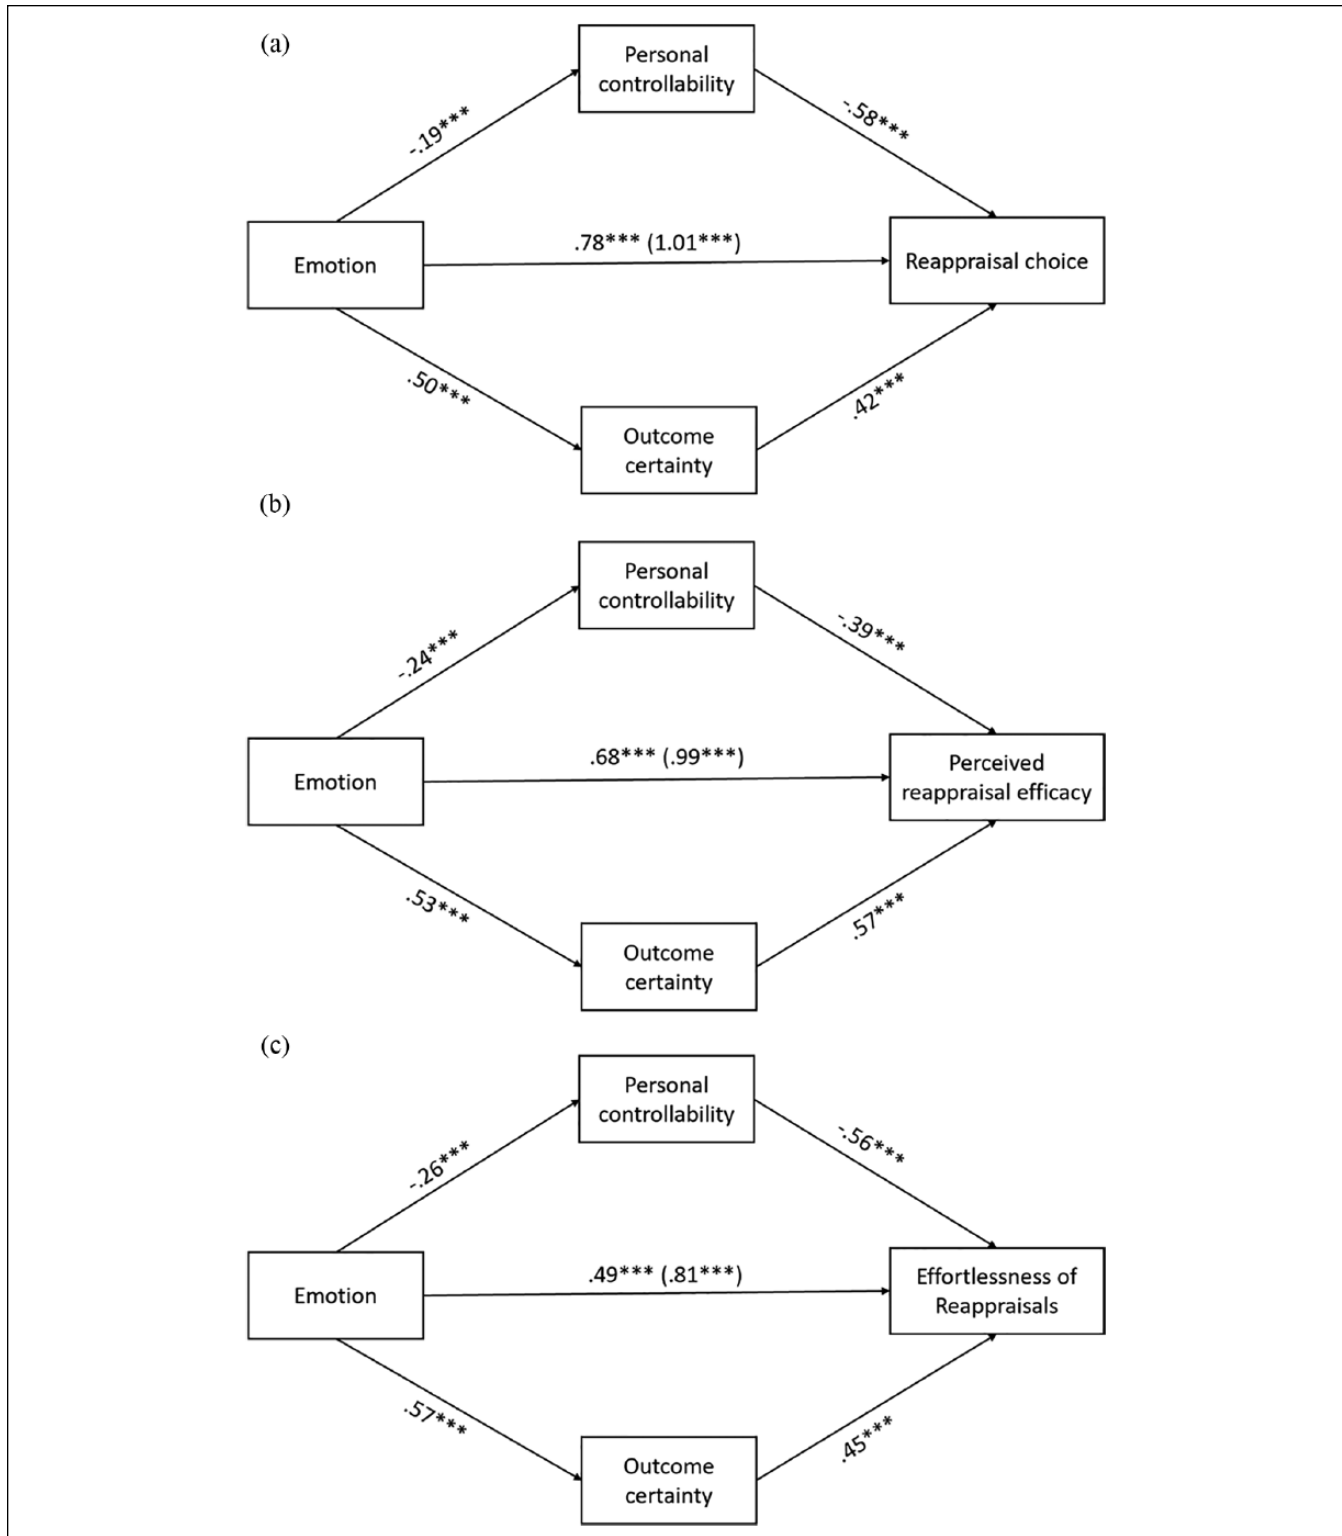 (a)
Personal
controllability
-.19***
-.58***
.78*** (1.01***)
Emotion
Reappraisal choice
.50***
.42***
Outcome
certainty
(b)
Personal
controllability
-.24***
-.39***
.68*** (.99***)
Emotion
Perceived
reappraisal efficacy
.53***
.57***
Outcome
certainty
(c)
Personal
controllability
-.26***
-.56***
.49*** (.81***)
Emotion
Effortlessness of
Reappraisals
.57***
.45***
Outcome
certainty